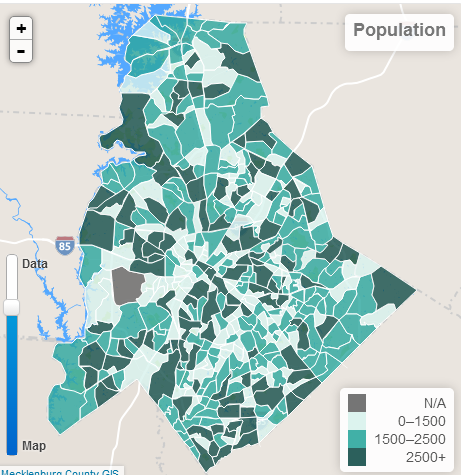 +
-
Population
85
Data
Map
N/A
0–1500
1500–2500
2500+
Mecklenburg County GIS